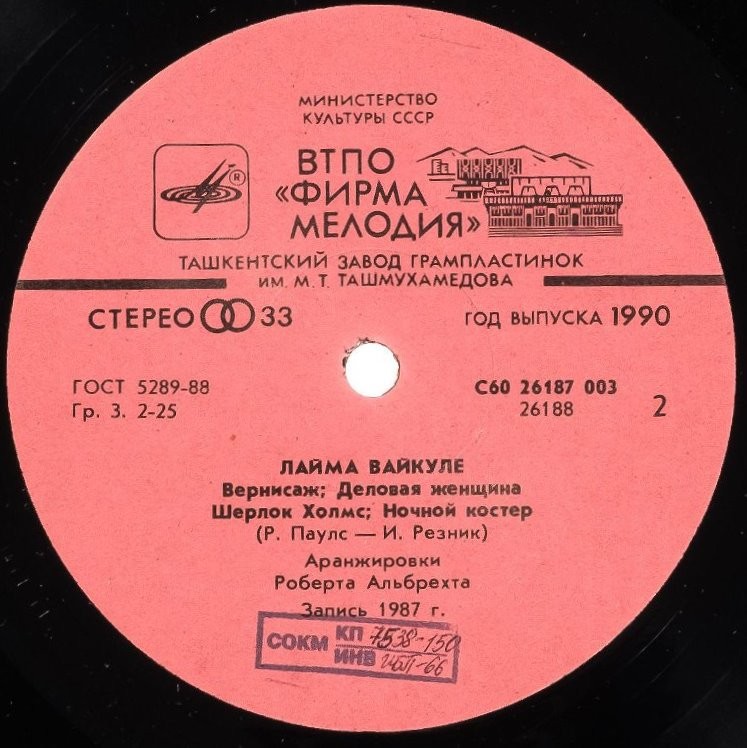 МИНИСТЕРСТВО
КУЛЬТУРЫ СССР
ВТПО
«ФИРМА
МЕЛОДИЯ»
®
ТАШКЕНТСКИЙ ЗАВОД ГРАМПЛАСТИНОК
ИМ. М. Т. ТАШМУХАМЕДОВА
СТЕРЕО 33
ГОД ВЫПУСКА 1990
ГОСТ 5289-88
Гр. 3. 2-25
С60 26187 003
26188
2
ЛАЙМА ВАЙКУЛЕ
Вернисаж; Деловая женщина
Шерлок Холмс; Ночной костер
(Р. Паулс — И. Резник)
Аранжировки
Роберта Альбрехта
Запись 1987 г.
СОКМ КП 7538-150
ИНВ